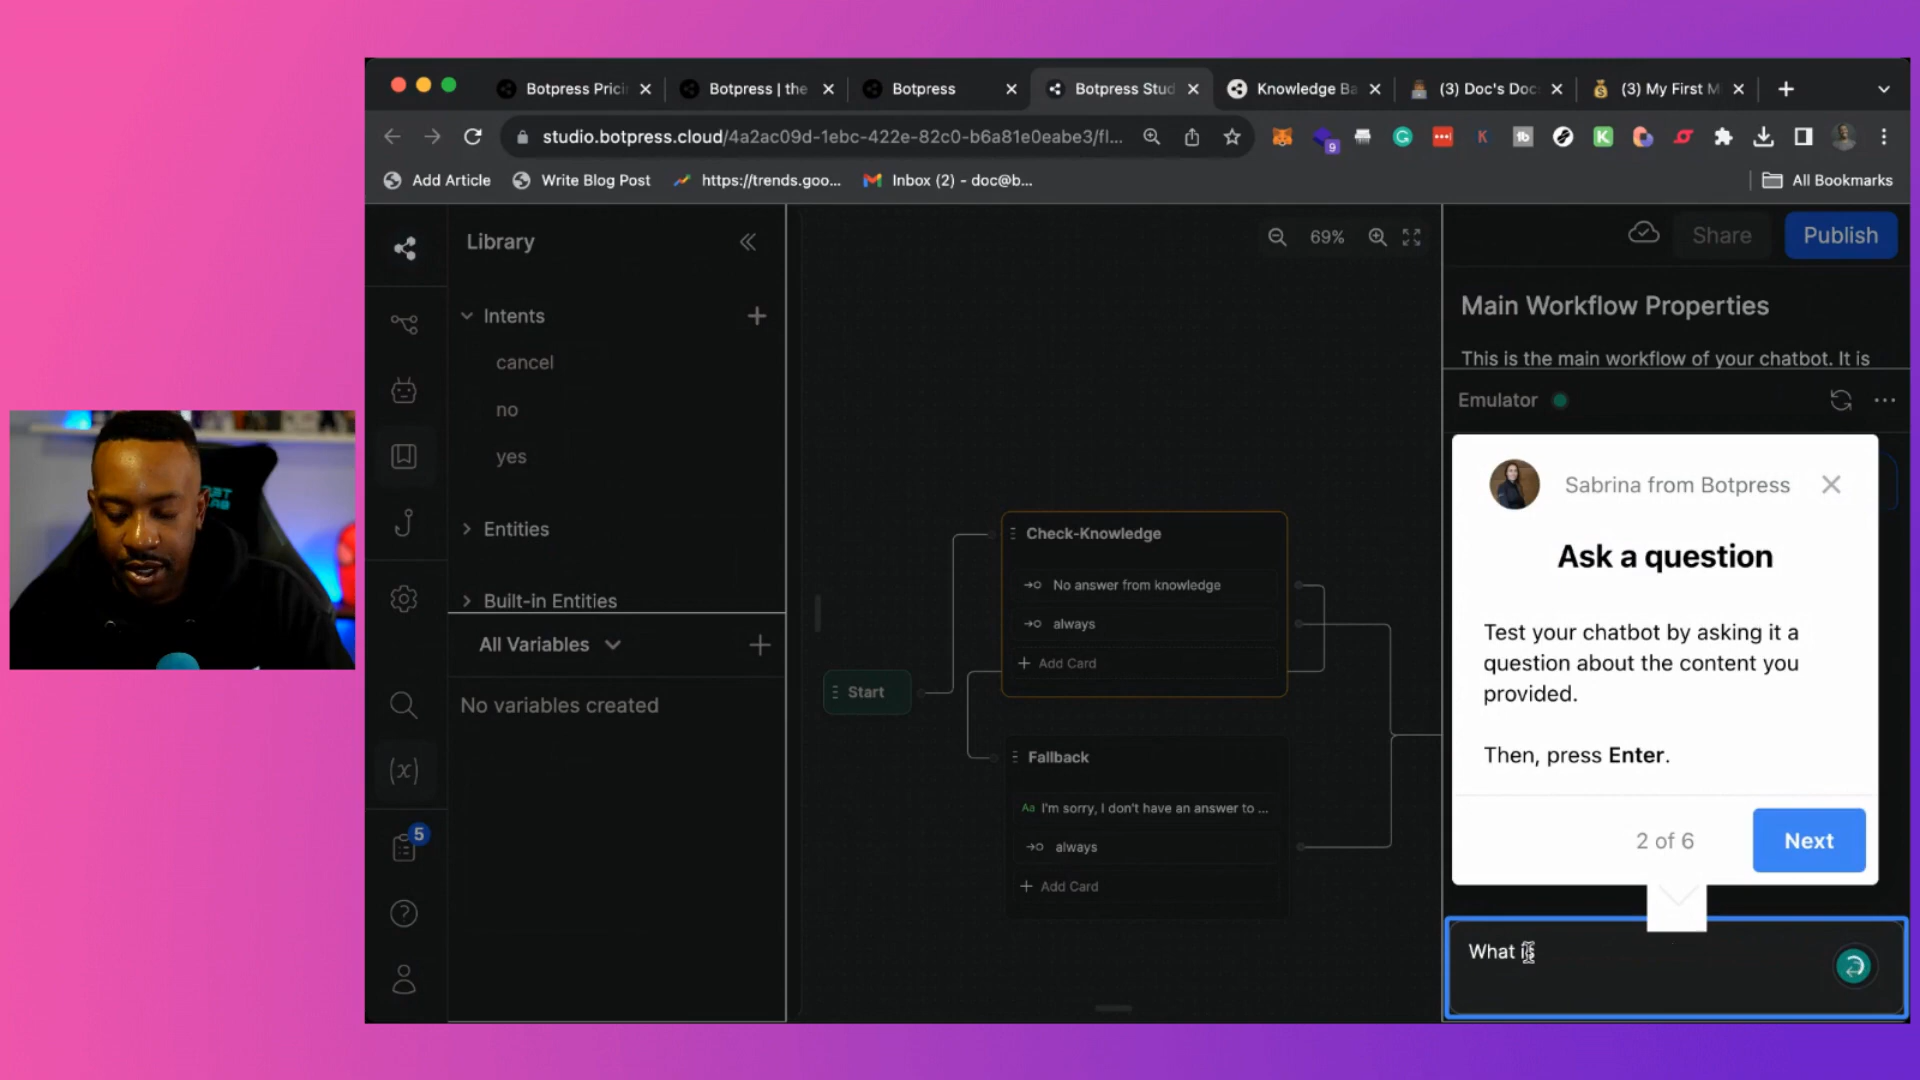 Botpress Prici
Botpress | the
Botpress
Botpress Stud
Knowledge Ba
(3) Doc's Doc
(3) My First M
studio.botpress.cloud/4a2ac09d-1ebc-422e-82c0-b6a81e0eabe3/fl...
9
Add Article
Write Blog Post
https://trends.goo...
Inbox (2) - doc@b...
All Bookmarks
Library
69%
Share
Publish
Intents
cancel
no
yes
Entities
Built-in Entities
All Variables
No variables created
5
Start
Check-Knowledge
No answer from knowledge
always
Add Card
Fallback
Aa I'm sorry, I don't have an answer to ...
always
Add Card
Main Workflow Properties
This is the main workflow of your chatbot. It is
Emulator
Sabrina from Botpress
Ask a question
Test your chatbot by asking it a
question about the content you
provided.
Then, press Enter.
2 of 6
Next
What is